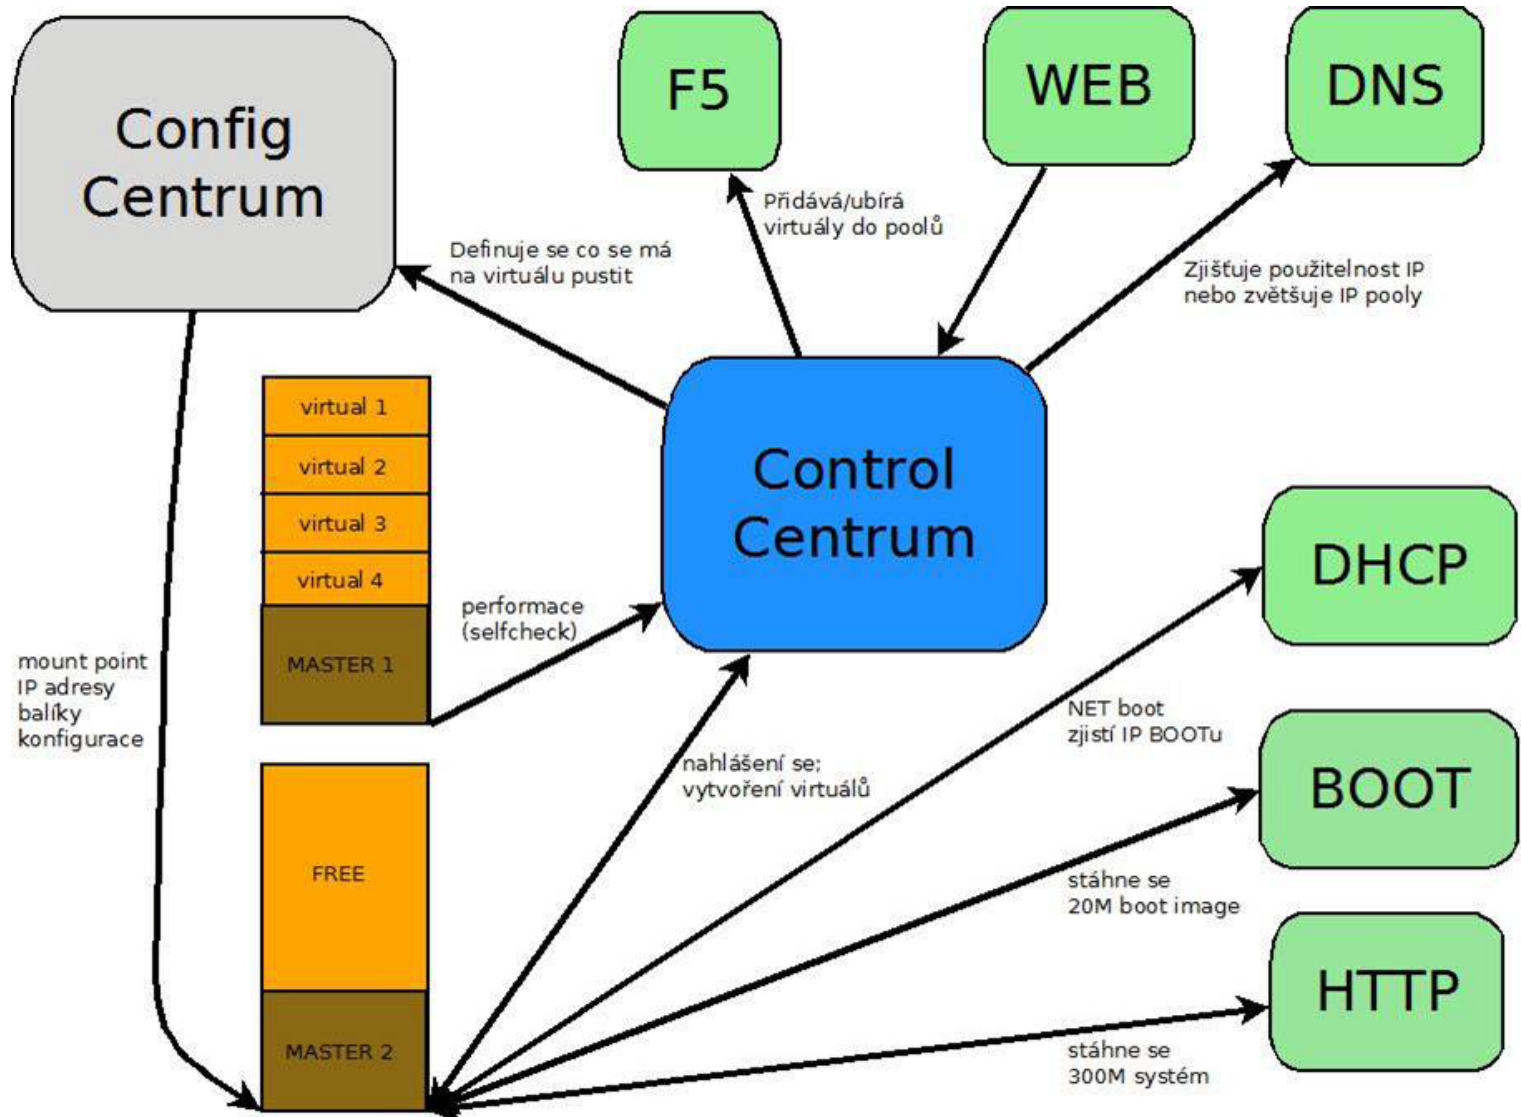 Config
Centrum
F5
WEB
DNS
Přidává/ubírá
virtuály do poolů
Definuje se co se má
na virtuálu pustit
Zjišťuje použitelnost IP
nebo zvětšuje IP pooly
virtual 1
virtual 2
virtual 3
virtual 4
MASTER 1
Control
Centrum
performace
(selfcheck)
DHCP
mount point
IP adresy
balíky
konfigurace
NET boot
zjistí IP BOOTu
nahlášení se;
vytvoření virtuálů
BOOT
FREE
stáhne se
20M boot image
HTTP
MASTER 2
stáhne se
300M systém